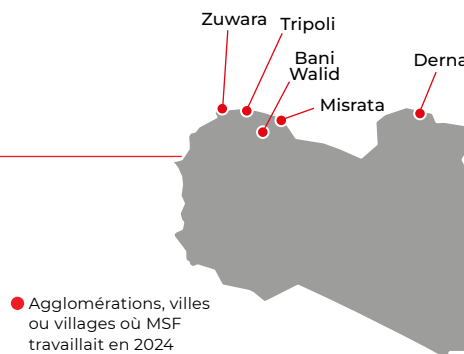 Zuwara
Tripoli
Bani
Walid
Misrata
Derna
Agglomérations, villes
ou villages où MSF
travaillait en 2024